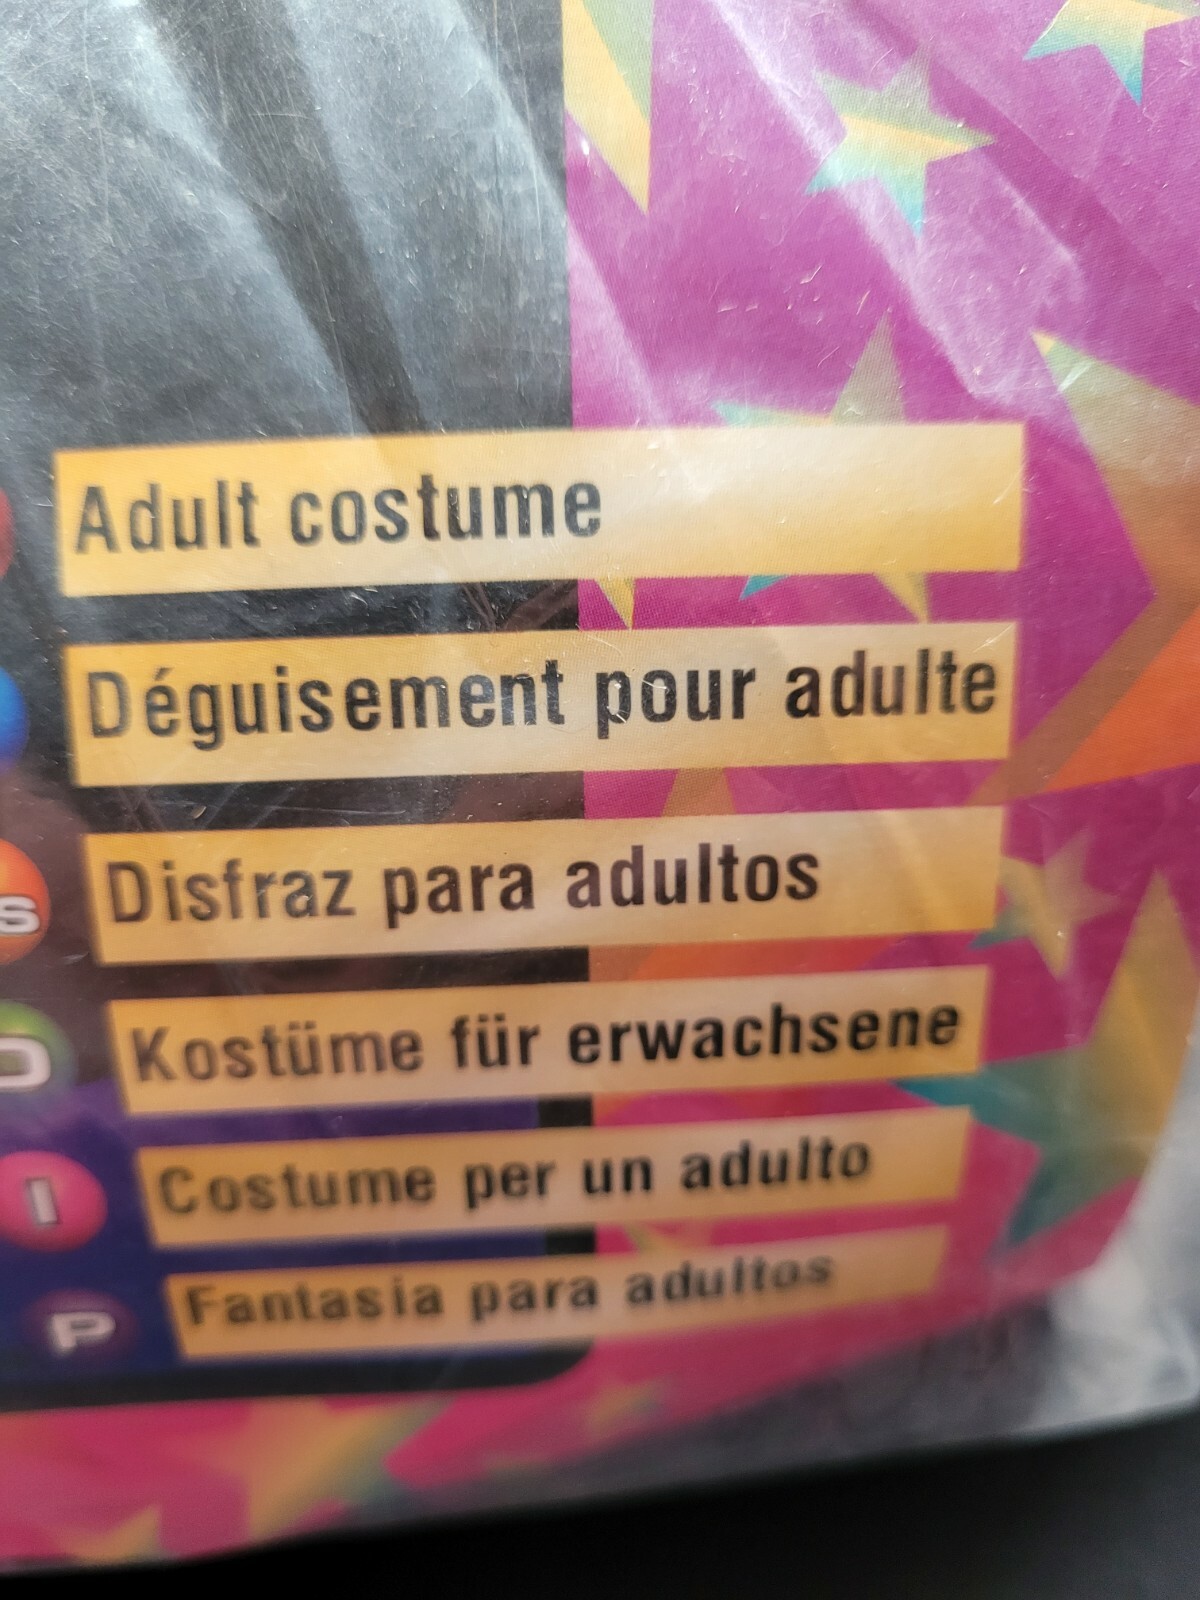 Adult costume
Déguisement pour adulte
S Disfraz para adultos
D Kostüme für erwachsene
I Costume per un adulto
P Fantasia para adultos